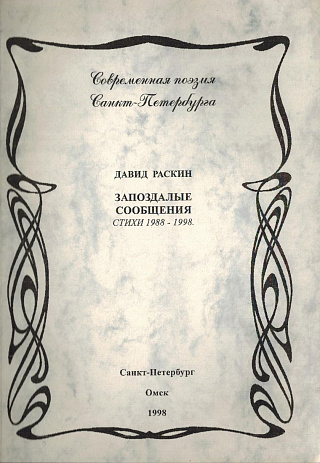 Современная поэзия
Санкт-Петербурга
ДАВИД РАСКИН
ЗАПОЗДАЛЫЕ
СООБЩЕНИЯ
СТИХИ 1988 - 1998.
Санкт-Петербург
Омск
1998